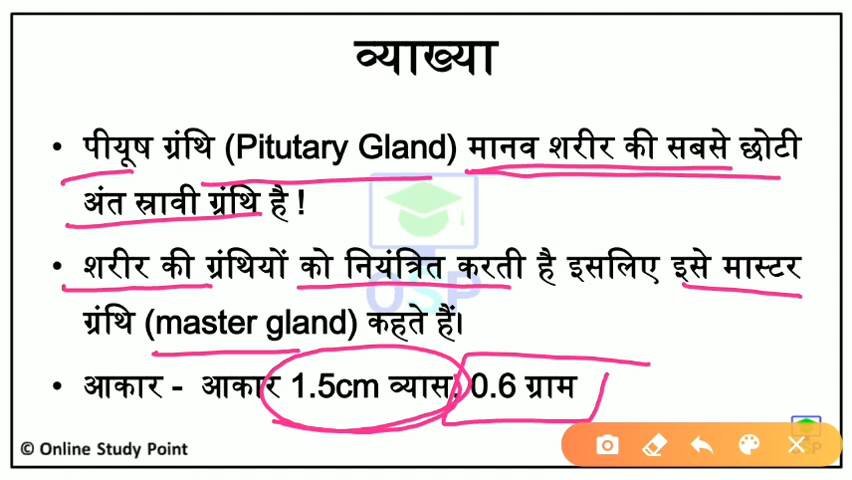 व्याख्या
• पीयूष ग्रंथि (Pitutary Gland) मानव शरीर की सबसे छोटी
अंत स्रावी ग्रंथि है !
• शरीर की ग्रंथियों को नियंत्रित करती है इसलिए इसे मास्टर
ग्रंथि (master gland) कहते हैं।
• आकार - आकार 1.5cm व्यास, 0.6 ग्राम
OSP
© Online Study Point